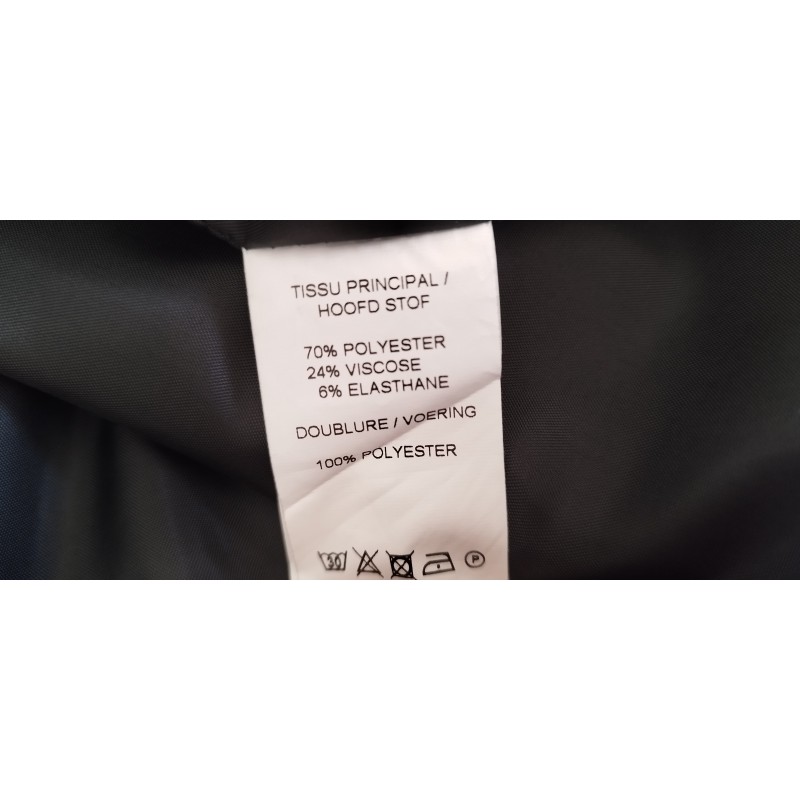 TISSU PRINCIPAL /
HOOFD STOF
70% POLYESTER
24% VISCOSE
6% ELASTHANE
DOUBLURE / VOERING
100% POLYESTER
30 P